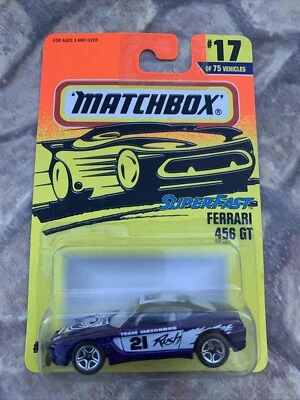 FOR AGES 3 AND OVER
#17
OF 75 VEHICLES
MATCHBOX®
SUPERFAST
FERRARI
456 GT
TEAM MATCHBOX
21
Rush